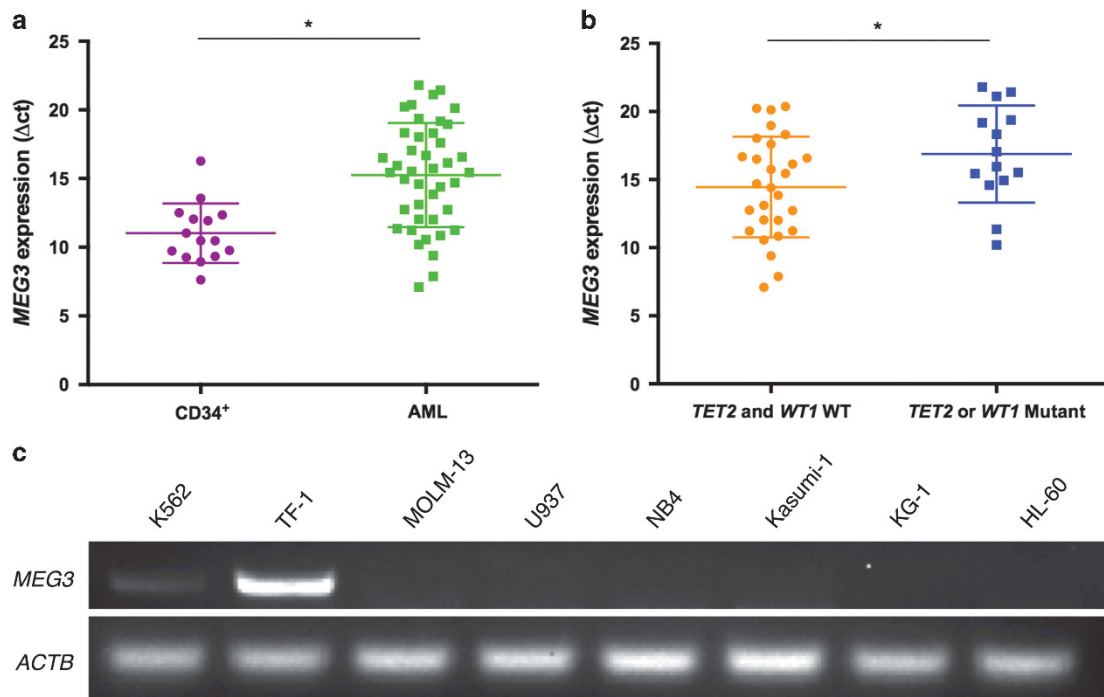 a
*
MEG3 expression (Δct)
25
20
15
10
5
0
CD34⁺
AML
b
*
MEG3 expression (Δct)
25
20
15
10
5
0
TET2 and WT1 WT
TET2 or WT1 Mutant
c
K562
TF-1
MOLM-13
U937
NB4
Kasumi-1
KG-1
HL-60
MEG3
ACTB